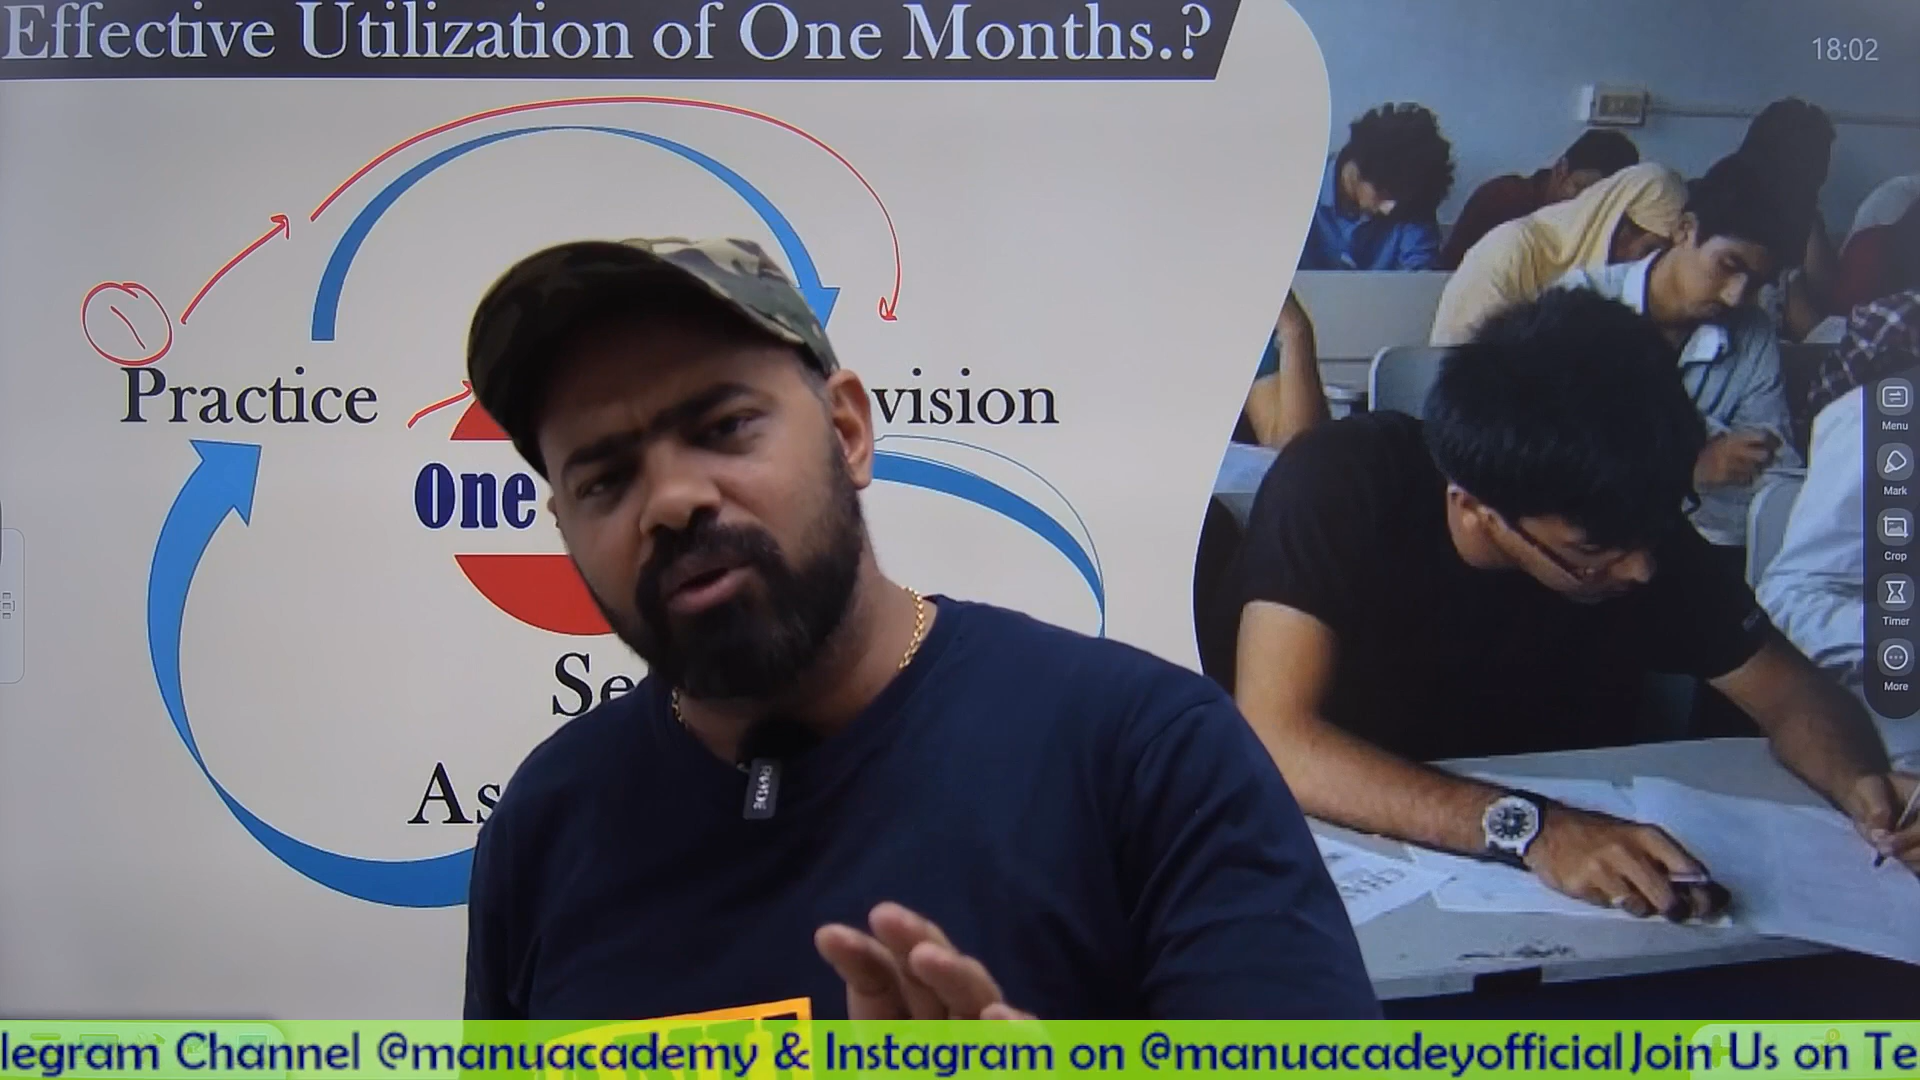 Effective Utilization of One Months.?
18:02
Practice
vision
Menu
One
Mark
Crop
Timer
Se
More
As
legram Channel @manuacademy & Instagram on @manuacadeyofficial Join Us on Te